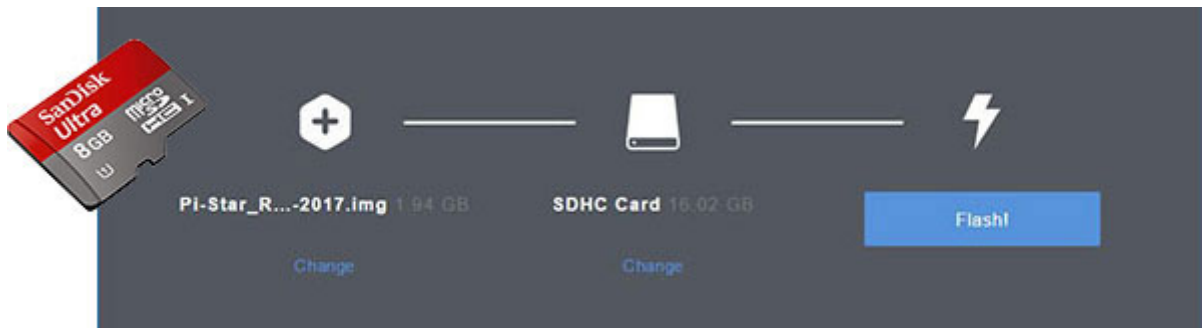 SanDisk
Ultra
8GB
micro
SD
HC I
Pi-Star_R...-2017.img 1.94 GB
SDHC Card 16.02 GB
Flash!
Change
Change